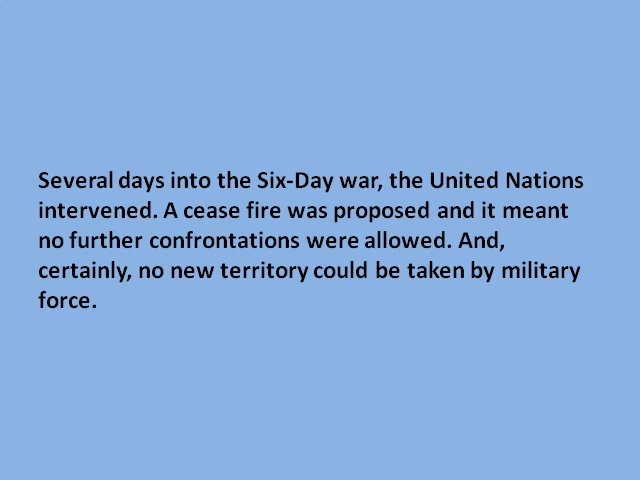 Several days into the Six-Day war, the United Nations
intervened. A cease fire was proposed and it meant
no further confrontations were allowed. And,
certainly, no new territory could be taken by military
force.